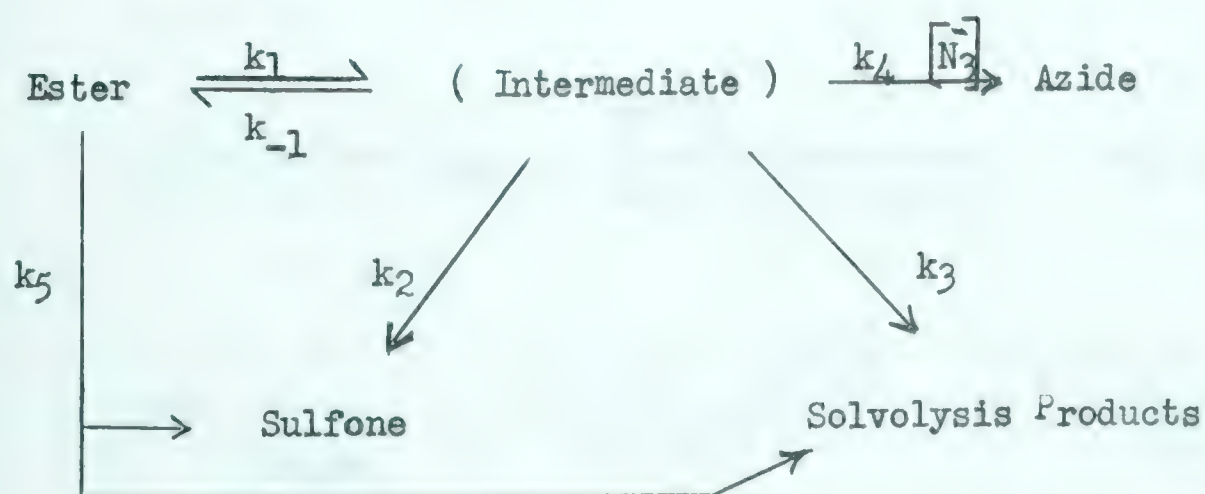 k1 k4 [N3-]
Ester ( Intermediate ) Azide
k-1
k5 k2 k3
Sulfone Solvolysis Products